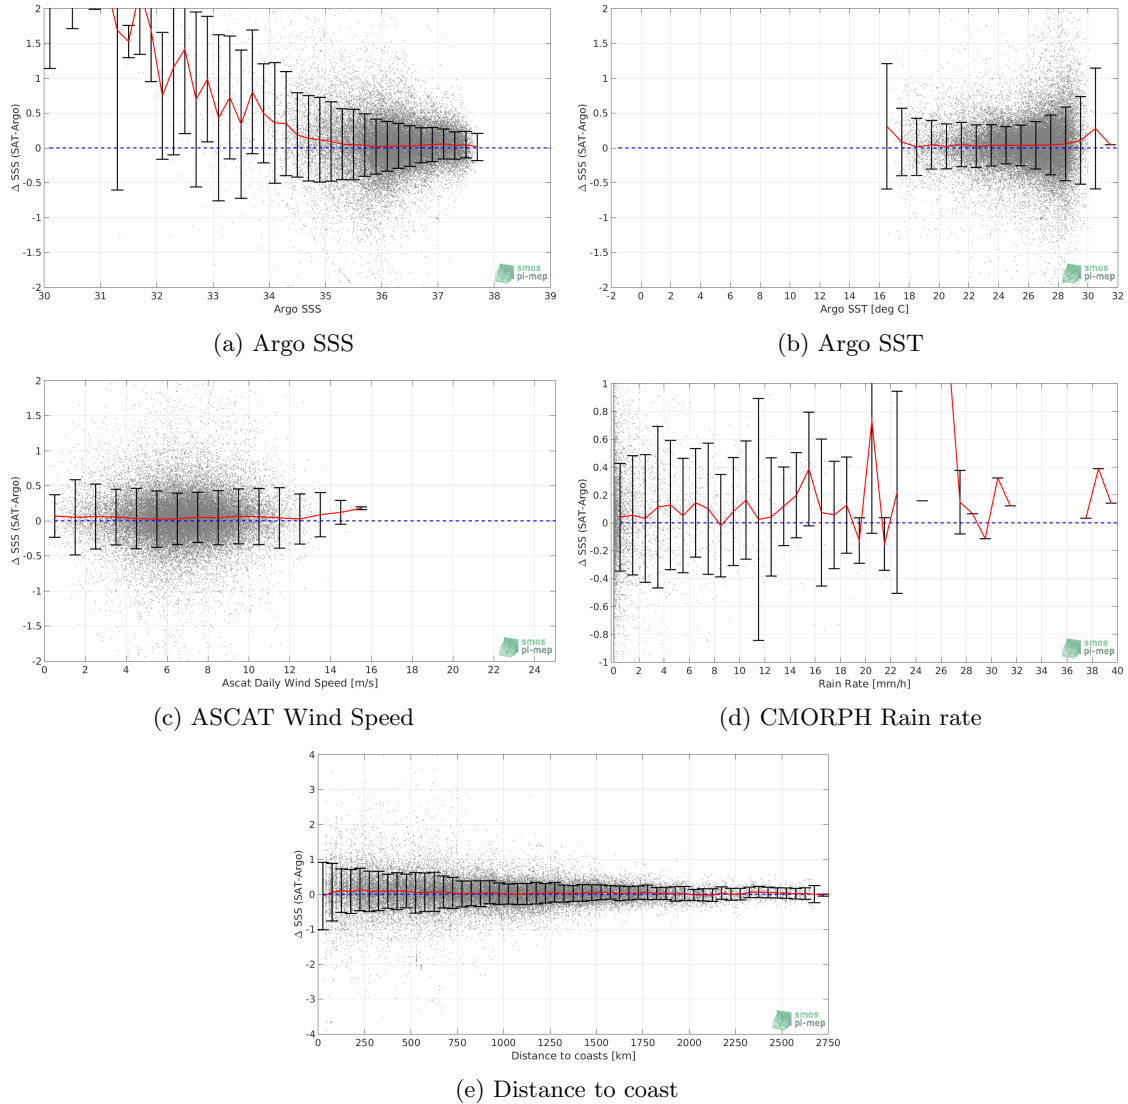 2
1.5
1
0.5
0
-0.5
-1
-1.5
-2
Δ SSS (SAT-Argo)
30 31 32 33 34 35 36 37 38 39
Argo SSS
smos
pi-mep
(a) Argo SSS
2
1.5
1
0.5
0
-0.5
-1
-1.5
-2
Δ SSS (SAT-Argo)
-2 0 2 4 6 8 10 12 14 16 18 20 22 24 26 28 30 32
Argo SST [deg C]
smos
pi-mep
(b) Argo SST
2
1.5
1
0.5
0
-0.5
-1
-1.5
-2
Δ SSS (SAT-Argo)
0 2 4 6 8 10 12 14 16 18 20 22 24
Ascat Daily Wind Speed [m/s]
smos
pi-mep
(c) ASCAT Wind Speed
1
0.8
0.6
0.4
0.2
0
-0.2
-0.4
-0.6
-0.8
-1
Δ SSS (SAT-Argo)
0 2 4 6 8 10 12 14 16 18 20 22 24 26 28 30 32 34 36 38 40
Rain Rate [mm/h]
smos
pi-mep
(d) CMORPH Rain rate
4
3
2
1
0
-1
-2
-3
-4
Δ SSS (SAT-Argo)
0 250 500 750 1000 1250 1500 1750 2000 2250 2500 2750
Distance to coasts [km]
smos
pi-mep
(e) Distance to coast